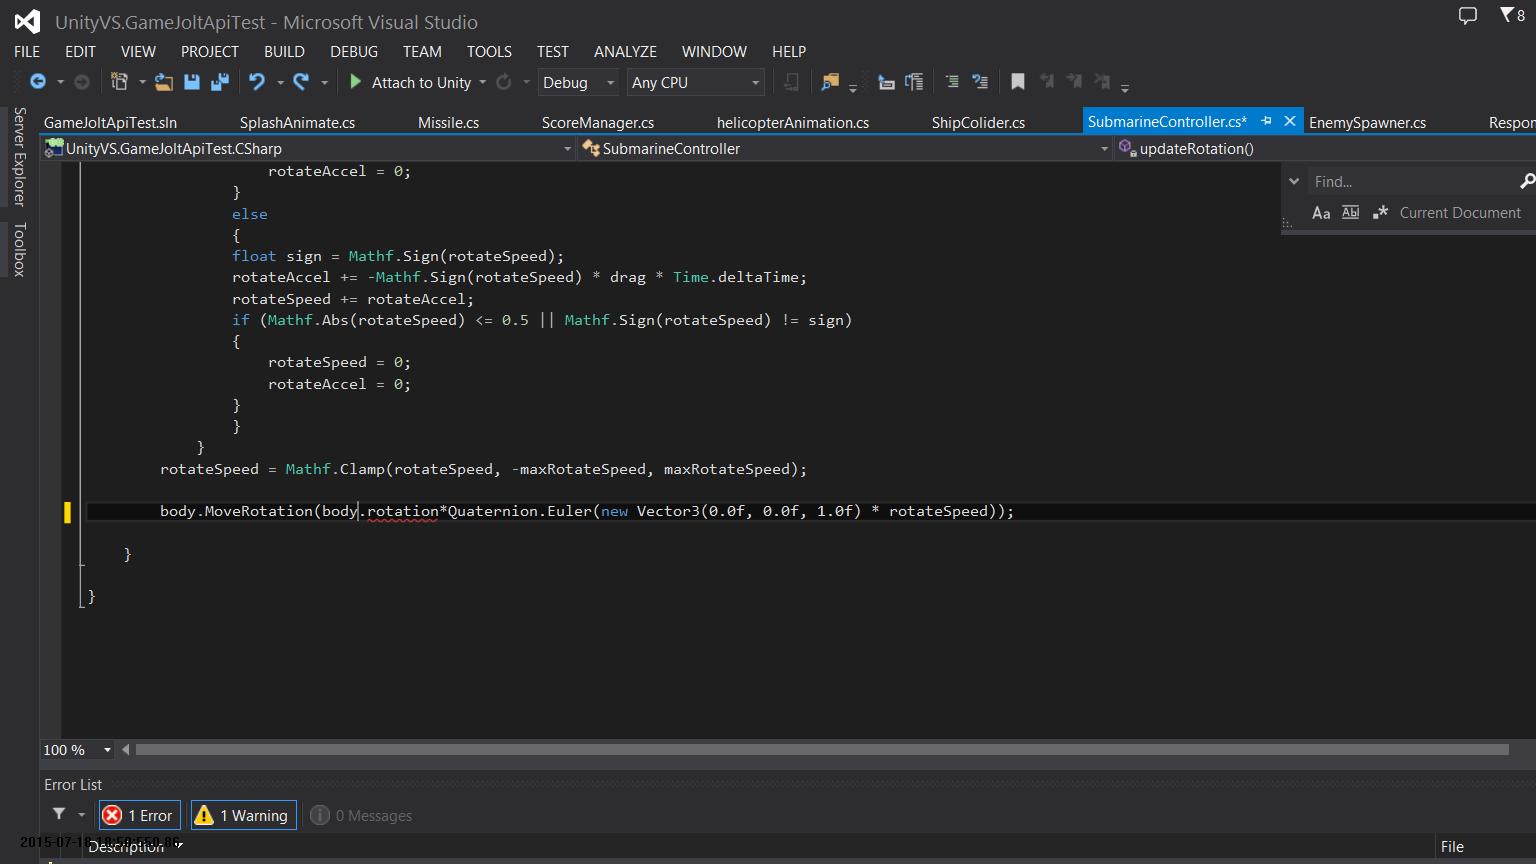 UnityVS.GameJoltApiTest - Microsoft Visual Studio
8
FILE EDIT VIEW PROJECT BUILD DEBUG TEAM TOOLS TEST ANALYZE WINDOW HELP
Attach to Unity Debug Any CPU
Server Explorer
Toolbox
GameJoltApiTest.sln SplashAnimate.cs Missile.cs ScoreManager.cs helicopterAnimation.cs ShipColider.cs SubmarineController.cs* EnemySpawner.cs Respon
UnityVS.GameJoltApiTest.CSharp SubmarineController updateRotation()
Find...
Aa Abl .* Current Document
rotateAccel = 0;
}
else
{
float sign = Mathf.Sign(rotateSpeed);
rotateAccel += -Mathf.Sign(rotateSpeed) * drag * Time.deltaTime;
rotateSpeed += rotateAccel;
if (Mathf.Abs(rotateSpeed) <= 0.5 || Mathf.Sign(rotateSpeed) != sign)
{
rotateSpeed = 0;
rotateAccel = 0;
}
}
}
rotateSpeed = Mathf.Clamp(rotateSpeed, -maxRotateSpeed, maxRotateSpeed);
body.MoveRotation(body.rotation*Quaternion.Euler(new Vector3(0.0f, 0.0f, 1.0f) * rotateSpeed));
}
}
100 %
Error List
1 Error 1 Warning 0 Messages
Description File